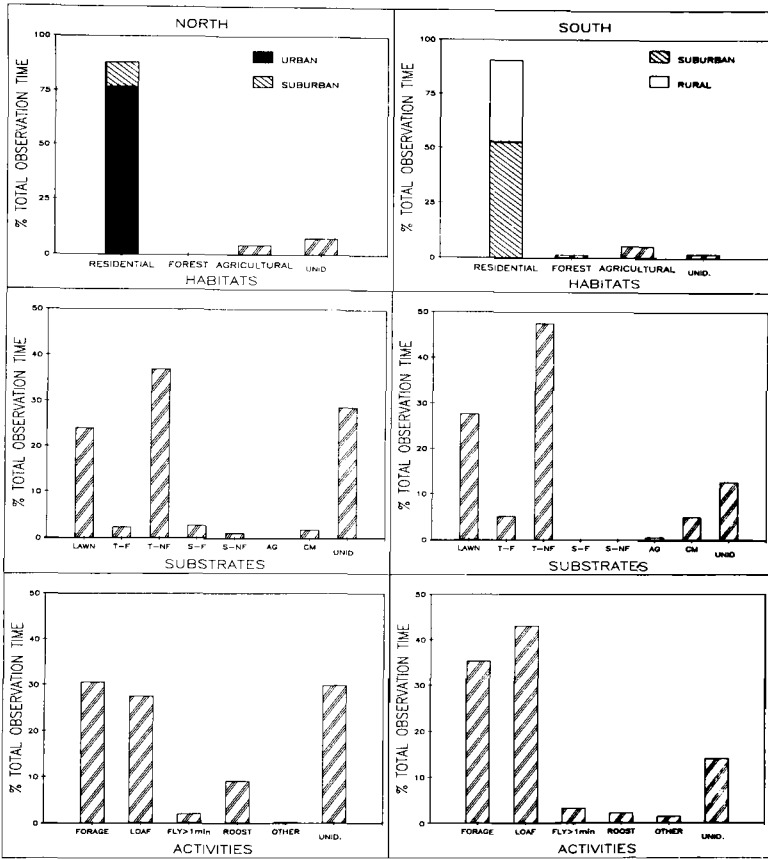 NORTH
% TOTAL OBSERVATION TIME
100
75
50
25
0
URBAN
SUBURBAN
RESIDENTIAL FOREST AGRICULTURAL UNID.
HABITATS
SOUTH
% TOTAL OBSERVATION TIME
100
75
50
25
0
SUBURBAN
RURAL
RESIDENTIAL FOREST AGRICULTURAL UNID.
HABITATS
% TOTAL OBSERVATION TIME
50
40
30
20
10
0
LAWN T-F T-NF S-F S-NF AG CM UNID
SUBSTRATES
% TOTAL OBSERVATION TIME
50
40
30
20
10
0
LAWN T-F T-NF S-F S-NF AG CM UNID
SUBSTRATES
% TOTAL OBSERVATION TIME
50
40
30
20
10
0
FORAGE LOAF FLY>1min ROOST OTHER UNID.
ACTIVITIES
% TOTAL OBSERVATION TIME
50
40
30
20
10
0
FORAGE LOAF FLY>1min ROOST OTHER UNID.
ACTIVITIES